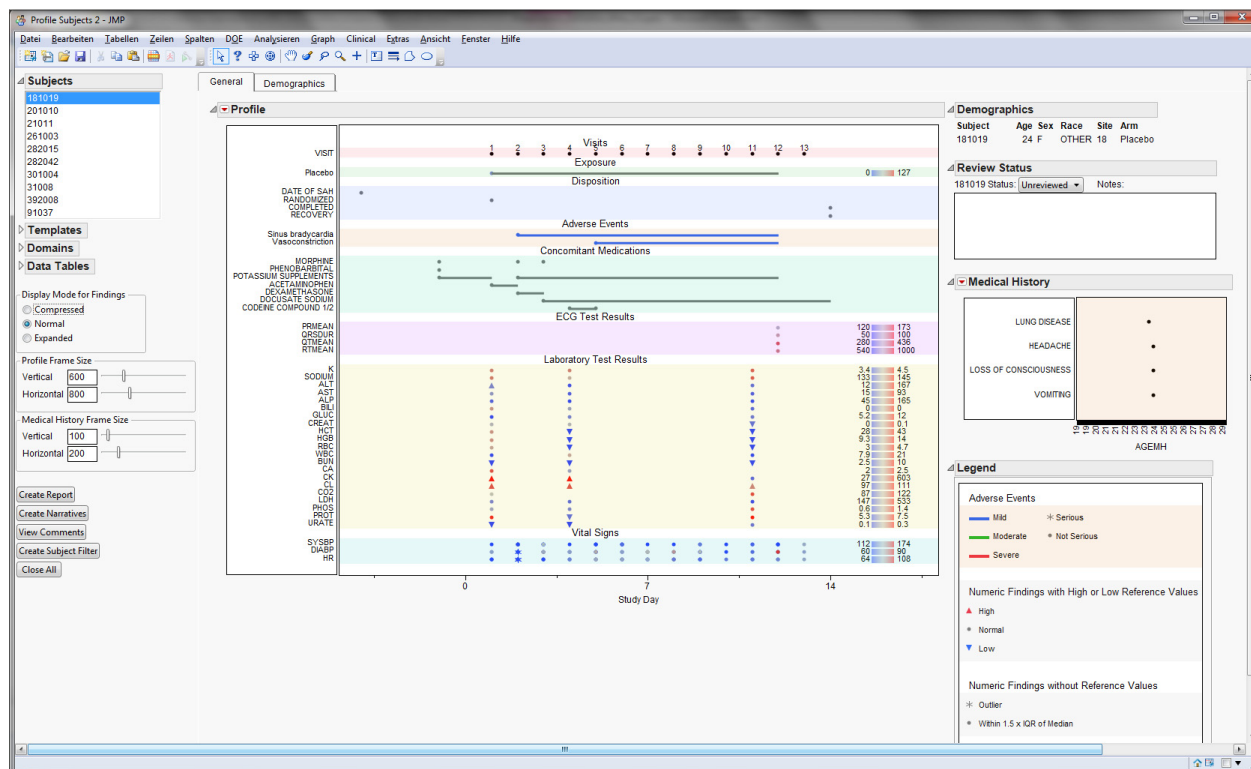 Profile Subjects 2 - JMP
Datei Bearbeiten Tabellen Zeilen Spalten DOE Analysieren Graph Clinical Extras Ansicht Fenster Hilfe
Subjects
181019
201010
21011
261003
282015
282042
301004
31008
392008
91037
Templates
Domains
Data Tables
Display Mode for Findings
Compressed
Normal
Expanded
Profile Frame Size
Vertical 600
Horizontal 800
Medical History Frame Size
Vertical 100
Horizontal 200
Create Report
Create Narratives
View Comments
Create Subject Filter
Close All
General Demographics
Profile
Visits
VISIT 1 2 3 4 5 6 7 8 9 10 11 12 13
Exposure
Placebo 0 127
Disposition
DATE OF SAH
RANDOMIZED
COMPLETED
RECOVERY
Adverse Events
Sinus bradycardia
Vasoconstriction
Concomitant Medications
MORPHINE
PHENOBARBITAL
POTASSIUM SUPPLEMENTS
ACETAMINOPHEN
DEXAMETHASONE
DOCUSATE SODIUM
CODEINE COMPOUND 1/2
ECG Test Results
PRMEAN 120 173
QRSDUR 50 100
QTMEAN 280 436
RTMEAN 540 1000
Laboratory Test Results
K 3.4 4.5
SODIUM 133 145
ALT 12 167
AST 15 93
ALP 45 165
BILI 0 0
GLUC 5.2 12
CREAT 0 0.1
HCT 28 43
HGB 9.3 14
RBC 3 4.7
WBC 7.9 21
BUN 2.5 10
CA 2 2.5
CK 27 603
CL 97 111
CO2 87 122
LDH 147 533
PHOS 0.6 1.4
PROT 5.3 7.5
URATE 0.1 0.3
Vital Signs
SYSBP 112 174
DIABP 60 90
HR 64 108
0 7 14
Study Day
Demographics
Subject Age Sex Race Site Arm
181019 24 F OTHER 18 Placebo
Review Status
181019 Status: Unreviewed Notes:
Medical History
LUNG DISEASE
HEADACHE
LOSS OF CONSCIOUSNESS
VOMITING
19 19 20 21 21 22 23 23 24 25 25 26 27 27 28 29
AGEMH
Legend
Adverse Events
Mild Serious
Moderate Not Serious
Severe
Numeric Findings with High or Low Reference Values
High
Normal
Low
Numeric Findings without Reference Values
Outlier
Within 1.5 x IQR of Median